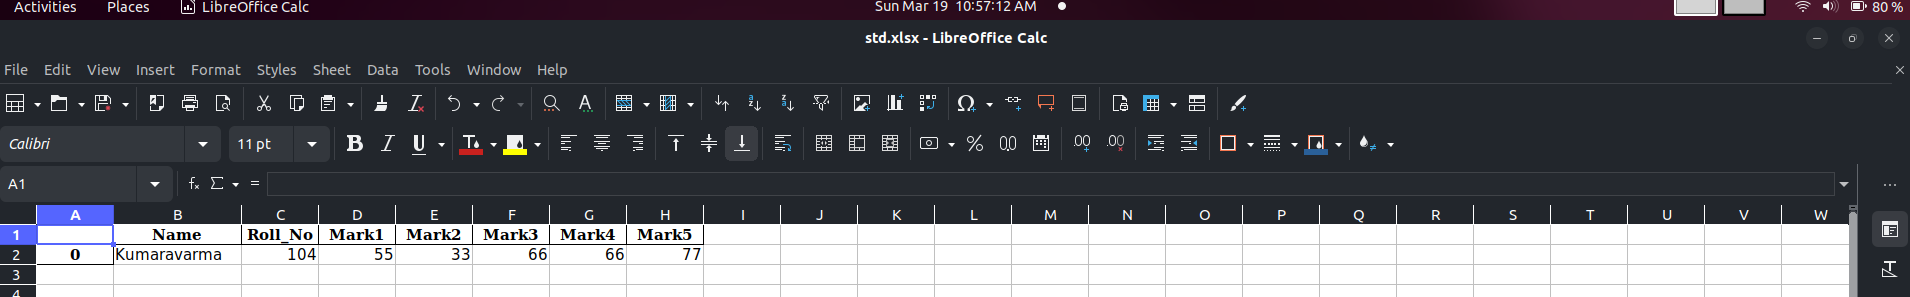 Activities Places LibreOffice Calc Sun Mar 19 10:57:12 AM 80 %
std.xlsx - LibreOffice Calc
File Edit View Insert Format Styles Sheet Data Tools Window Help
Calibri 11 pt B I U
A1
A B C D E F G H I J K L M N O P Q R S T U V W
1 Name Roll_No Mark1 Mark2 Mark3 Mark4 Mark5
2 0 Kumaravarma 104 55 33 66 66 77
3
4